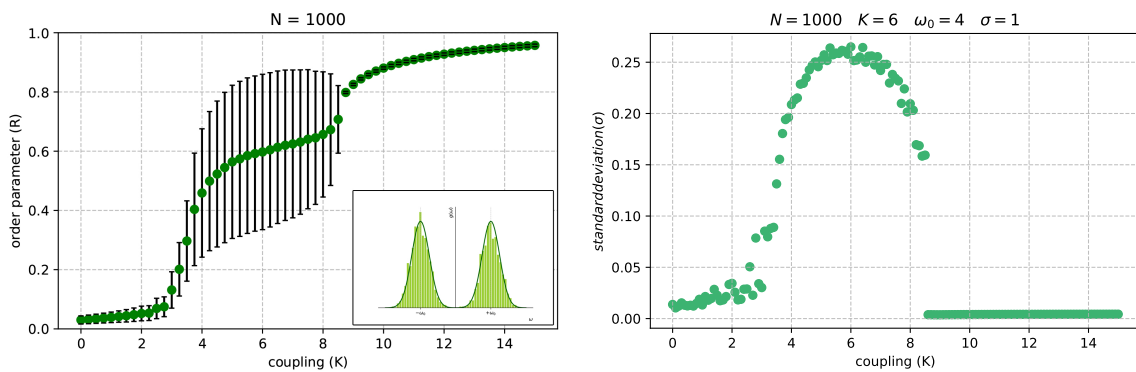 N = 1000
1.0
0.8
0.6
0.4
0.2
0.0
order parameter (R)
0 2 4 6 8 10 12 14
coupling (K)
g(ω)
−ω₀ +ω₀
N = 1000 K = 6 ω₀ = 4 σ = 1
0.25
0.20
0.15
0.10
0.05
0.00
standarddeviation(σ)
0 2 4 6 8 10 12 14
coupling (K)